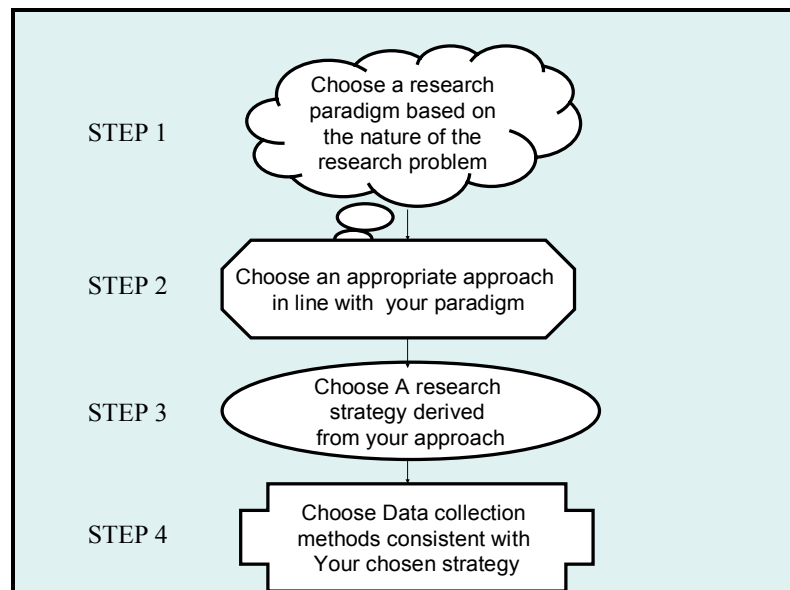 STEP 1
Choose a research
paradigm based on
the nature of the
research problem
STEP 2
Choose an appropriate approach
in line with your paradigm
STEP 3
Choose A research
strategy derived
from your approach
STEP 4
Choose Data collection
methods consistent with
Your chosen strategy